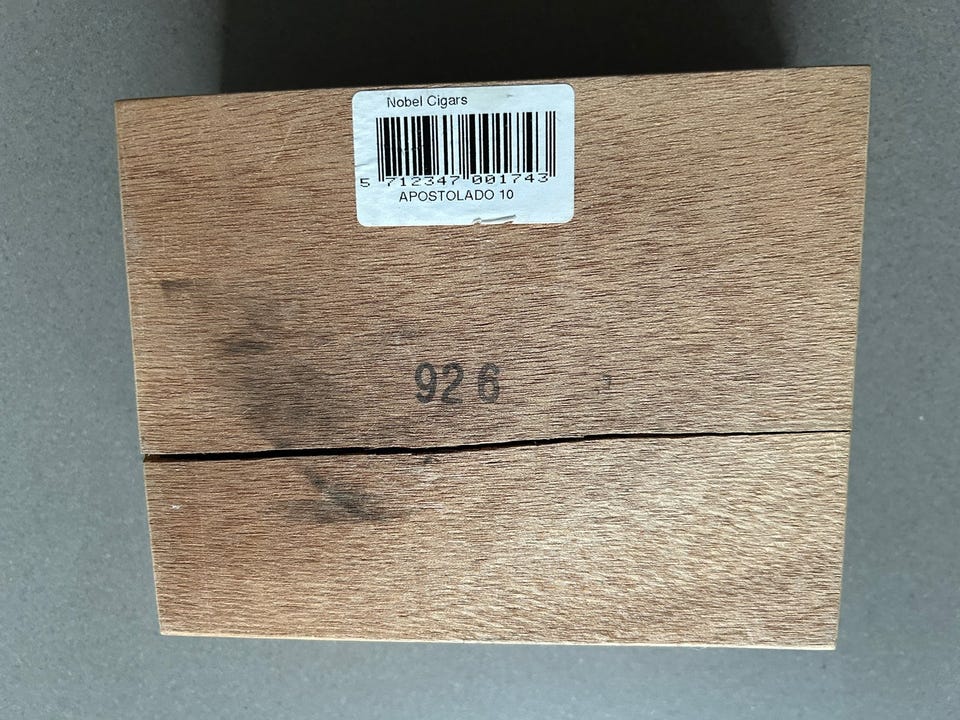 Nobel Cigars
5 712347 001743
APOSTOLADO 10
926